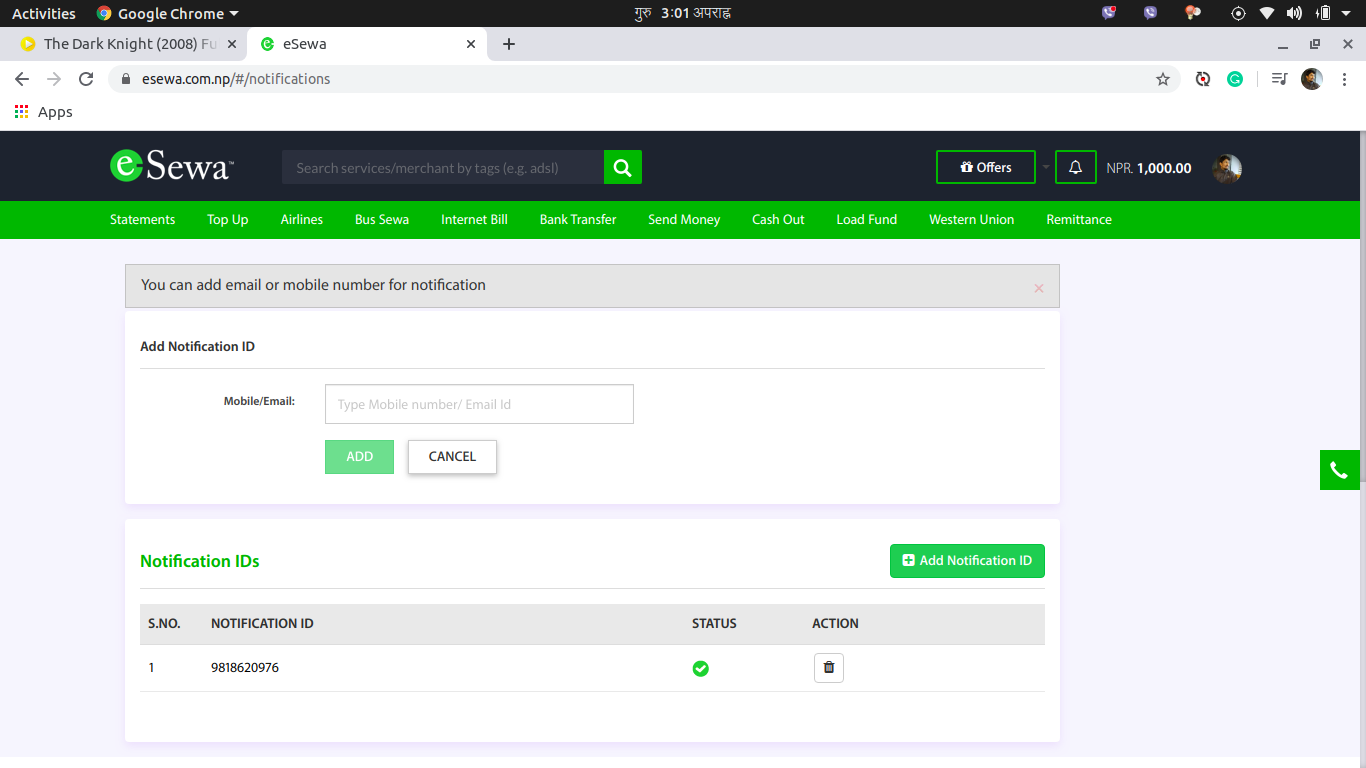 Activities Google Chrome गुरु 3:01 अपराह्न
The Dark Knight (2008) Fu eSewa
esewa.com.np/#/notifications
Apps
eSewa™ Search services/merchant by tags (e.g. adsl) Offers NPR. 1,000.00
Statements Top Up Airlines Bus Sewa Internet Bill Bank Transfer Send Money Cash Out Load Fund Western Union Remittance
You can add email or mobile number for notification
Add Notification ID
Mobile/Email: Type Mobile number/ Email Id
ADD CANCEL
Notification IDs Add Notification ID
S.NO. NOTIFICATION ID STATUS ACTION
1 9818620976